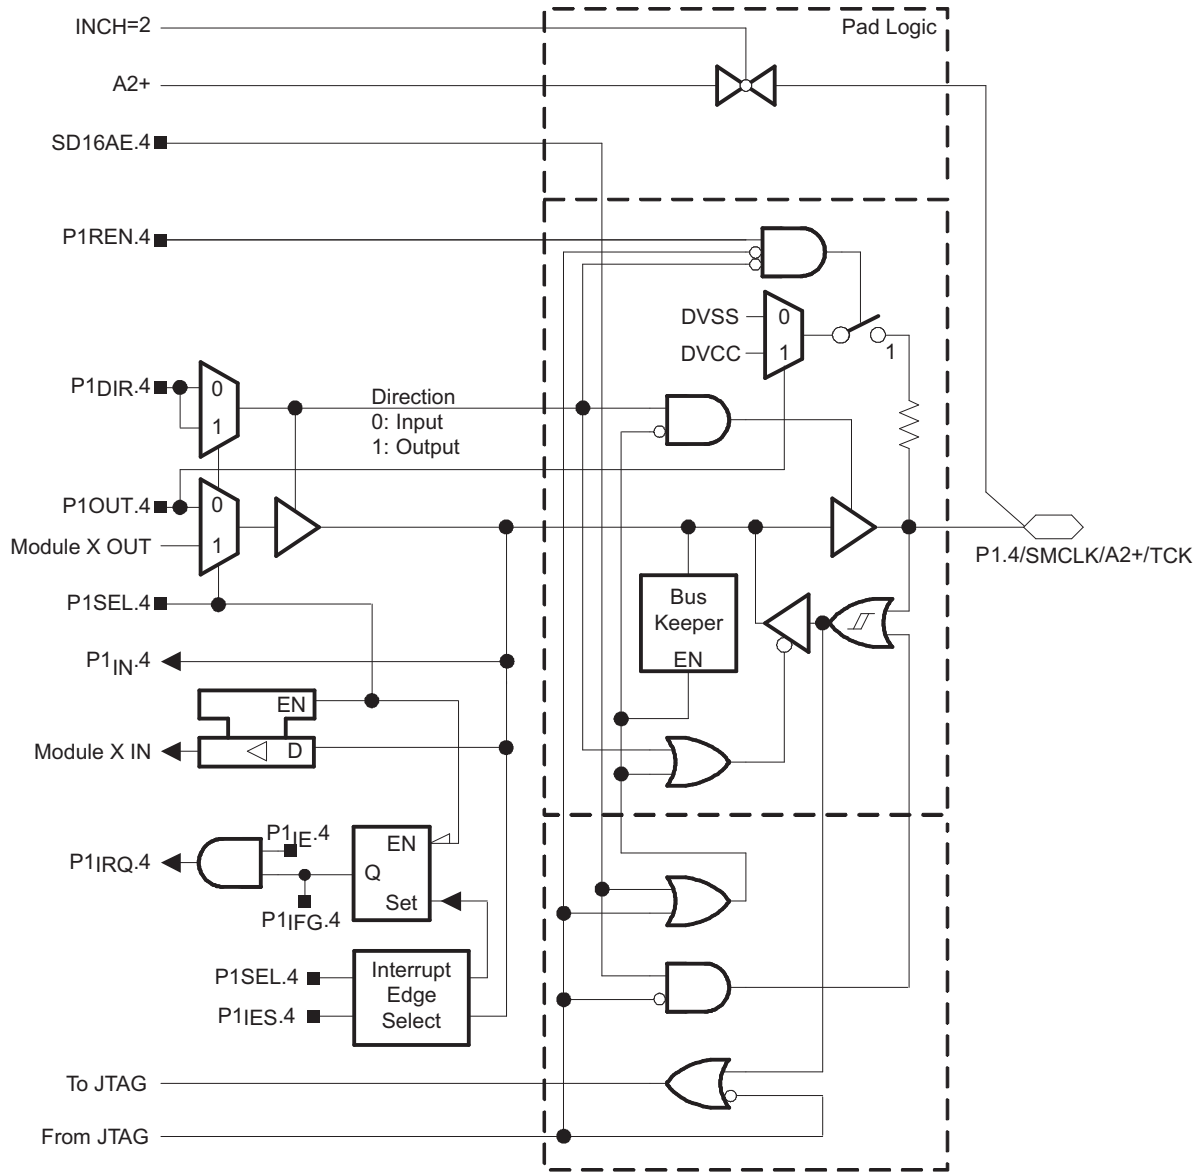 INCH=2
Pad Logic
A2+
SD16AE.4
P1REN.4
DVSS
0
DVCC
1
1
P1DIR.4
0
1
Direction
0: Input
1: Output
P1OUT.4
0
Module X OUT
1
P1.4/SMCLK/A2+/TCK
P1SEL.4
Bus
Keeper
EN
P1IN.4
EN
Module X IN
D
P1IE.4
P1IRQ.4
EN
Q
Set
P1IFG.4
P1SEL.4
P1IES.4
Interrupt
Edge
Select
To JTAG
From JTAG